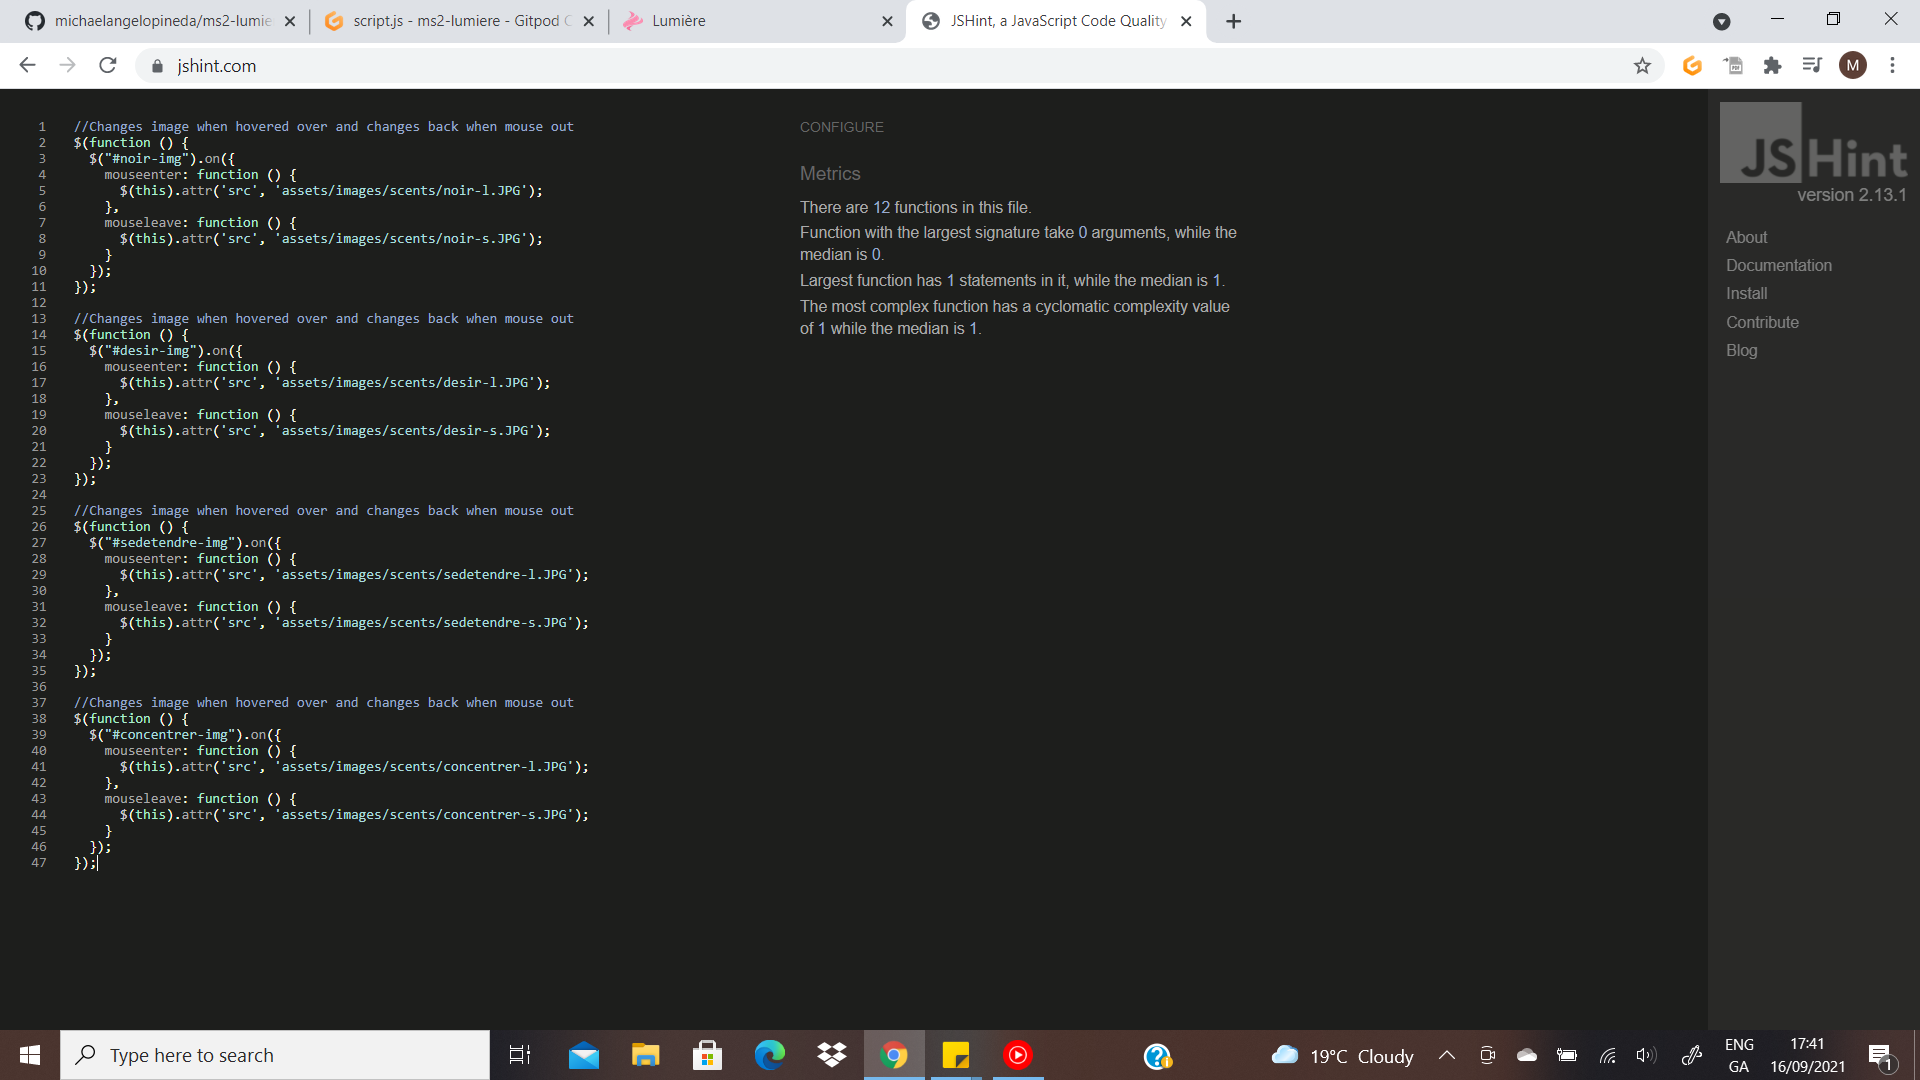 michaelangelopineda/ms2-lumie
script.js - ms2-lumiere - Gitpod C
Lumière
JSHint, a JavaScript Code Quality
jshint.com
M
1 //Changes image when hovered over and changes back when mouse out
2 $(function () {
3 $("#noir-img").on({
4 mouseenter: function () {
5 $(this).attr('src', 'assets/images/scents/noir-l.JPG');
6 },
7 mouseleave: function () {
8 $(this).attr('src', 'assets/images/scents/noir-s.JPG');
9 }
10 });
11 });
12
13 //Changes image when hovered over and changes back when mouse out
14 $(function () {
15 $("#desir-img").on({
16 mouseenter: function () {
17 $(this).attr('src', 'assets/images/scents/desir-l.JPG');
18 },
19 mouseleave: function () {
20 $(this).attr('src', 'assets/images/scents/desir-s.JPG');
21 }
22 });
23 });
24
25 //Changes image when hovered over and changes back when mouse out
26 $(function () {
27 $("#sedetendre-img").on({
28 mouseenter: function () {
29 $(this).attr('src', 'assets/images/scents/sedetendre-l.JPG');
30 },
31 mouseleave: function () {
32 $(this).attr('src', 'assets/images/scents/sedetendre-s.JPG');
33 }
34 });
35 });
36
37 //Changes image when hovered over and changes back when mouse out
38 $(function () {
39 $("#concentrer-img").on({
40 mouseenter: function () {
41 $(this).attr('src', 'assets/images/scents/concentrer-l.JPG');
42 },
43 mouseleave: function () {
44 $(this).attr('src', 'assets/images/scents/concentrer-s.JPG');
45 }
46 });
47 });
CONFIGURE
Metrics
There are 12 functions in this file.
Function with the largest signature take 0 arguments, while the
median is 0.
Largest function has 1 statements in it, while the median is 1.
The most complex function has a cyclomatic complexity value
of 1 while the median is 1.
JSHint
version 2.13.1
About
Documentation
Install
Contribute
Blog
Type here to search
19°C Cloudy
ENG
GA
17:41
16/09/2021
1